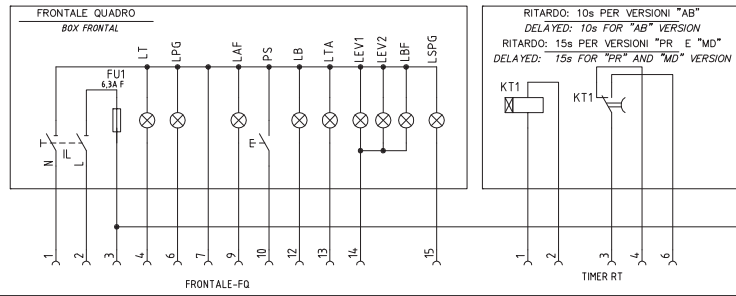 FRONTALE QUADRO
BOX FRONTAL
LT
LPG
LAF
PS
LB
LTA
LEV1
LEV2
LBF
LSPG
FU1
6,3A F
IL
N
L
E
1
2
3
4
6
7
9
10
12
13
14
15
FRONTALE-FQ
RITARDO: 10s PER VERSIONI "AB"
DELAYED: 10s FOR "AB" VERSION
RITARDO: 15s PER VERSIONI "PR E "MD"
DELAYED: 15s FOR "PR" AND "MD" VERSION
KT1
KT1
1
2
3
4
6
TIMER RT